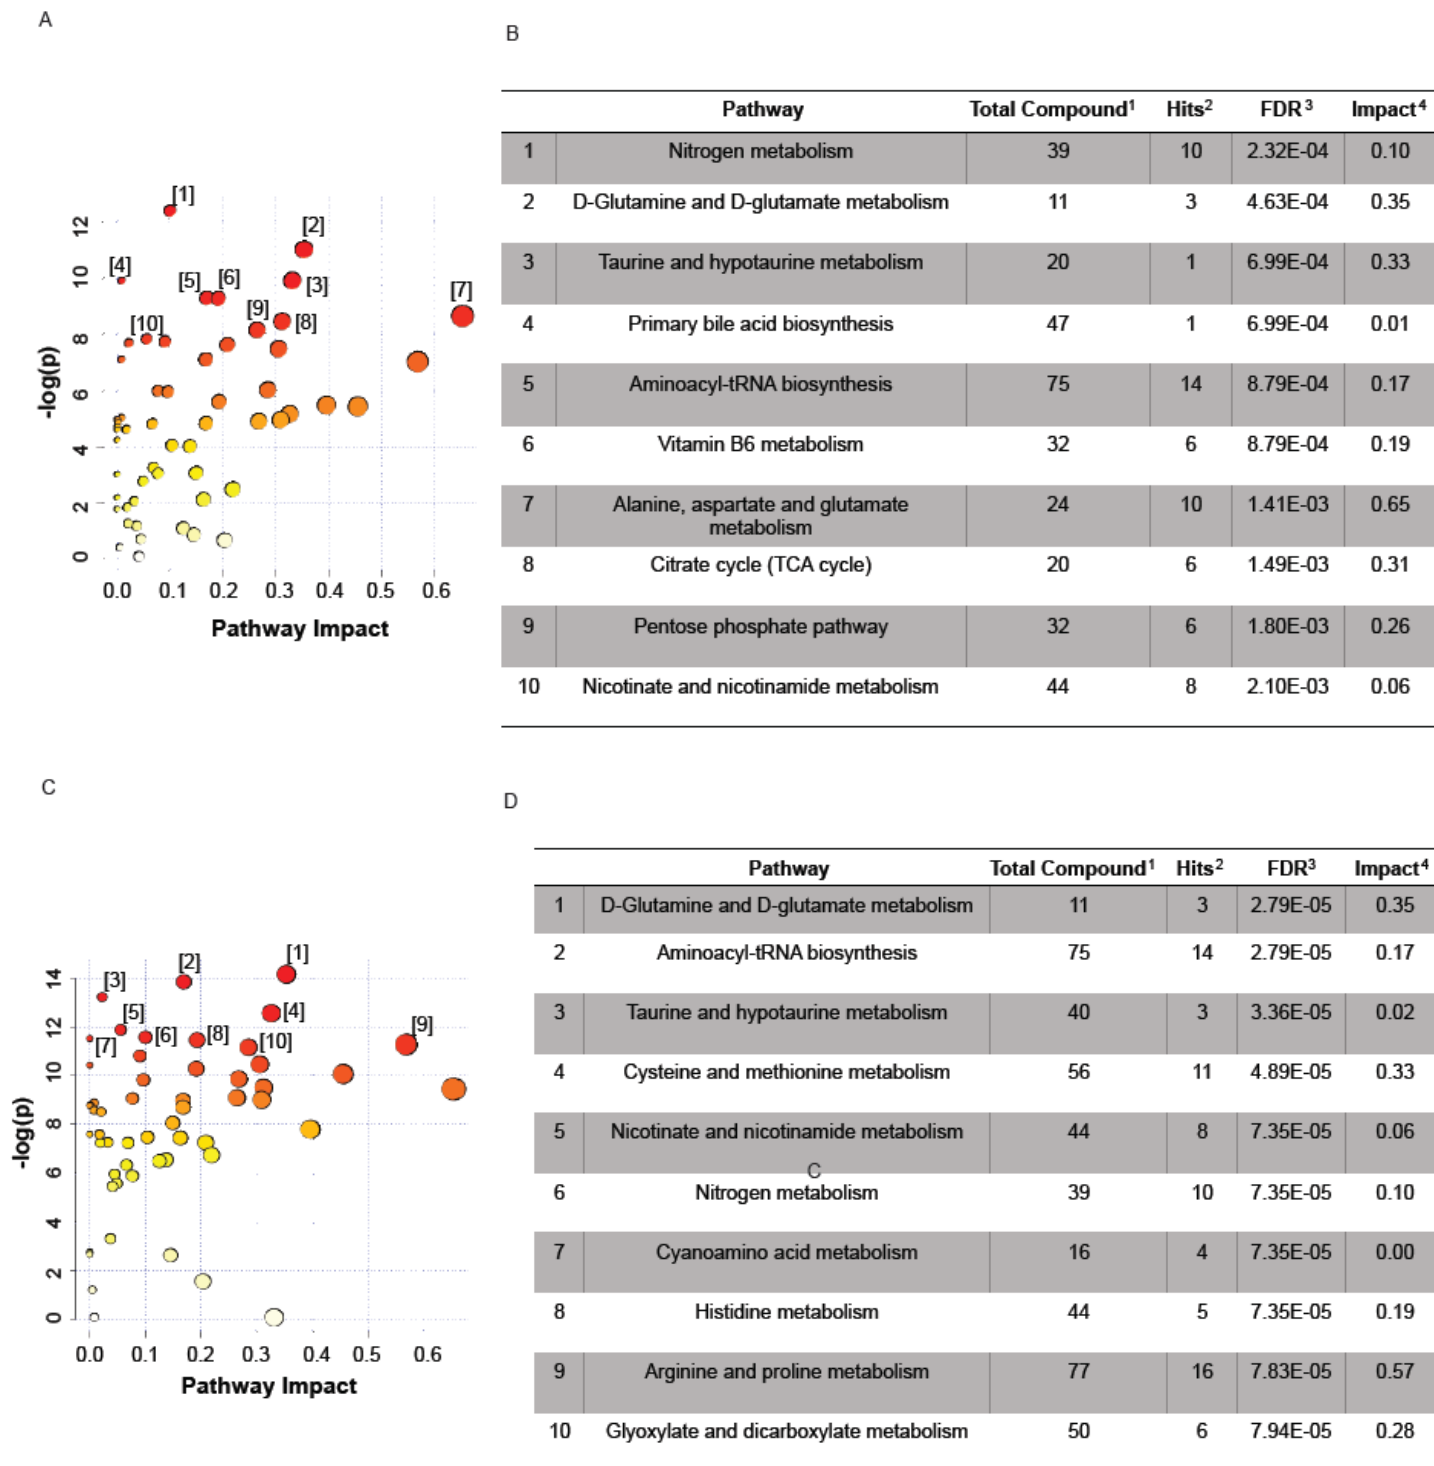 A
B
Pathway Total Compound1 Hits2 FDR3 Impact4
1 Nitrogen metabolism 39 10 2.32E-04 0.10
2 D-Glutamine and D-glutamate metabolism 11 3 4.63E-04 0.35
3 Taurine and hypotaurine metabolism 20 1 6.99E-04 0.33
4 Primary bile acid biosynthesis 47 1 6.99E-04 0.01
5 Aminoacyl-tRNA biosynthesis 75 14 8.79E-04 0.17
6 Vitamin B6 metabolism 32 6 8.79E-04 0.19
7 Alanine, aspartate and glutamate 24 10 1.41E-03 0.65
metabolism
8 Citrate cycle (TCA cycle) 20 6 1.49E-03 0.31
9 Pentose phosphate pathway 32 6 1.80E-03 0.26
10 Nicotinate and nicotinamide metabolism 44 8 2.10E-03 0.06
[1]
[2]
[4]
[5] [6] [3]
[7]
[9]
[10] [8]
12
10
8
6
4
2
0
-log(p)
0.0 0.1 0.2 0.3 0.4 0.5 0.6
Pathway Impact
C
D
Pathway Total Compound1 Hits2 FDR3 Impact4
1 D-Glutamine and D-glutamate metabolism 11 3 2.79E-05 0.35
2 Aminoacyl-tRNA biosynthesis 75 14 2.79E-05 0.17
3 Taurine and hypotaurine metabolism 40 3 3.36E-05 0.02
4 Cysteine and methionine metabolism 56 11 4.89E-05 0.33
5 Nicotinate and nicotinamide metabolism 44 8 7.35E-05 0.06
C
6 Nitrogen metabolism 39 10 7.35E-05 0.10
7 Cyanoamino acid metabolism 16 4 7.35E-05 0.00
8 Histidine metabolism 44 5 7.35E-05 0.19
9 Arginine and proline metabolism 77 16 7.83E-05 0.57
10 Glyoxylate and dicarboxylate metabolism 50 6 7.94E-05 0.28
[1]
[2]
[3]
[5] [4]
[9]
[6] [8]
[7] [10]
14
12
10
8
6
4
2
0
-log(p)
0.0 0.1 0.2 0.3 0.4 0.5 0.6
Pathway Impact